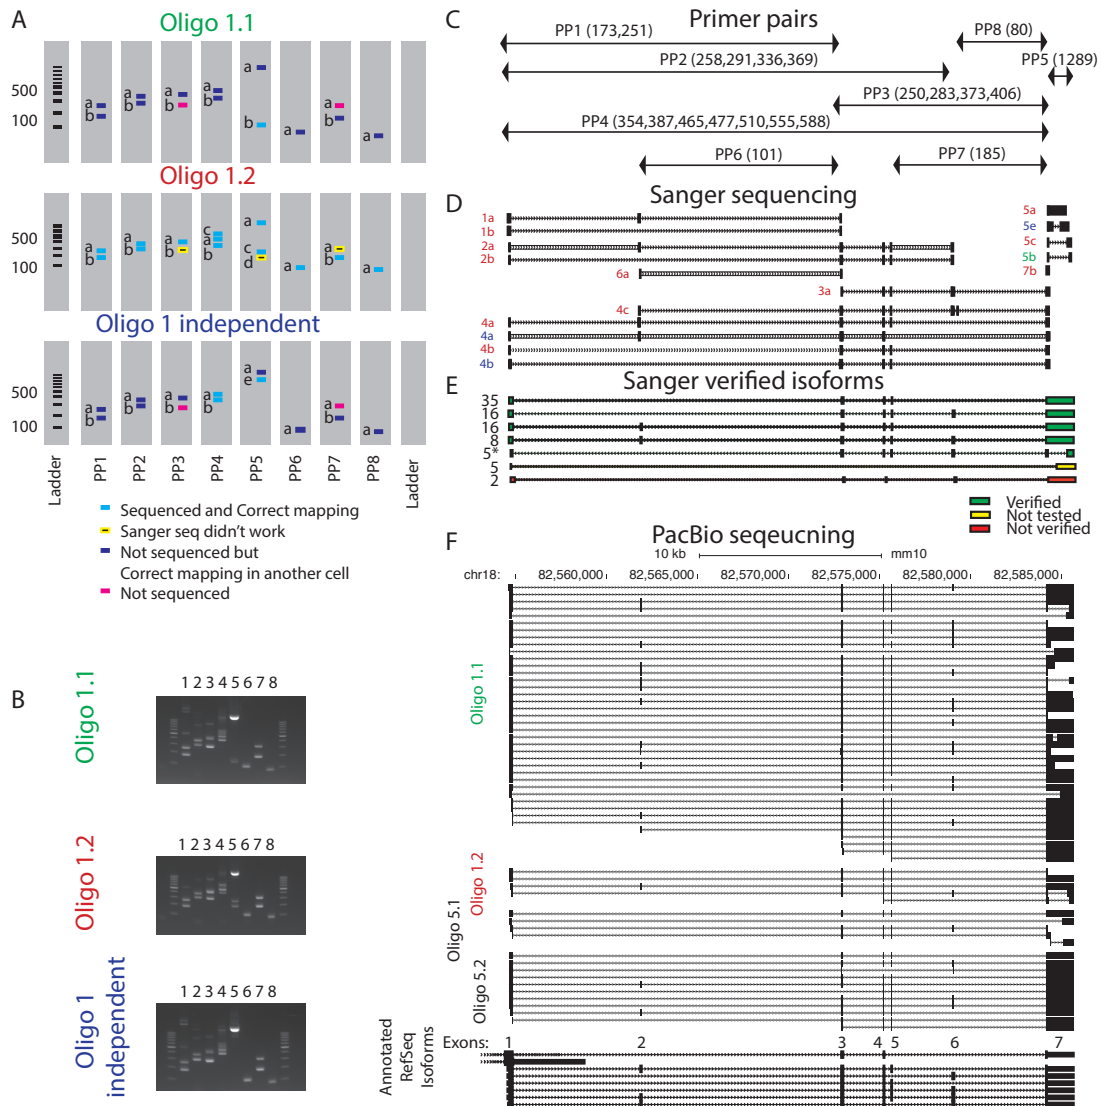 A
Oligo 1.1
500
100
a
b
a
b
a
b
a
b
a
b
a
a
b
a
Oligo 1.2
500
100
a
b
a
b
a
b
c
a
b
a
c
d
a
a
b
a
Oligo 1 independent
500
100
a
b
a
b
a
b
a
b
a
e
a
a
b
a
Ladder
PP1
PP2
PP3
PP4
PP5
PP6
PP7
PP8
Ladder
Sequenced and Correct mapping
Sanger seq didn't work
Not sequenced but
Correct mapping in another cell
Not sequenced
B
Oligo 1.1
1 2 3 4 5 6 7 8
Oligo 1.2
1 2 3 4 5 6 7 8
Oligo 1
independent
1 2 3 4 5 6 7 8
C
Primer pairs
PP1 (173,251)
PP8 (80)
PP2 (258,291,336,369)
PP5 (1289)
PP3 (250,283,373,406)
PP4 (354,387,465,477,510,555,588)
PP6 (101)
PP7 (185)
D
Sanger sequencing
1a
1b
2a
2b
6a
3a
4c
4a
4a
4b
4b
5a
5e
5c
5b
7b
E
Sanger verified isoforms
35
16
16
8
5*
5
2
Verified
Not tested
Not verified
F
PacBio seqeucning
10 kb
mm10
chr18:
82,560,000
82,565,000
82,570,000
82,575,000
82,580,000
82,585,000
Oligo 1.1
Oligo 1.2
Oligo 5.1
Oligo 5.2
Exons:
1
2
3
4
5
6
7
Annotated
RefSeq
Isoforms